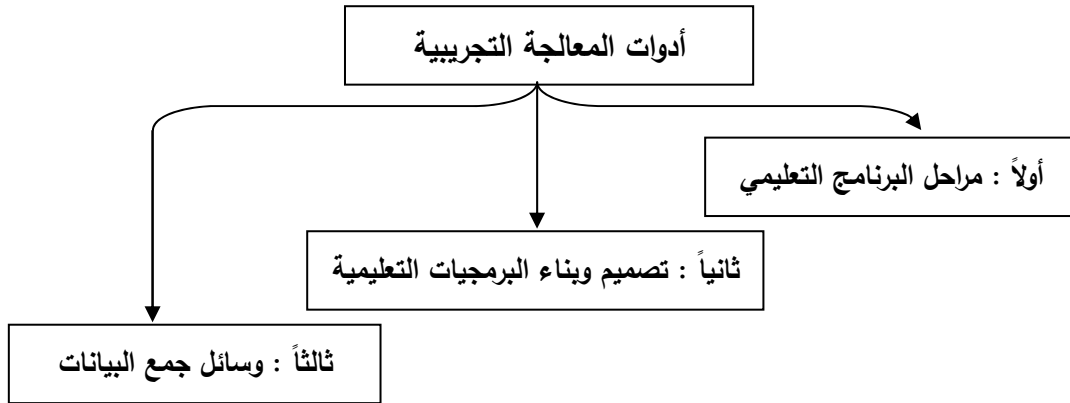 أدوات المعالجة التجريبية
أولاً : مراحل البرنامج التعليمي
ثانياً : تصميم وبناء البرمجيات التعليمية
ثالثاً : وسائل جمع البيانات